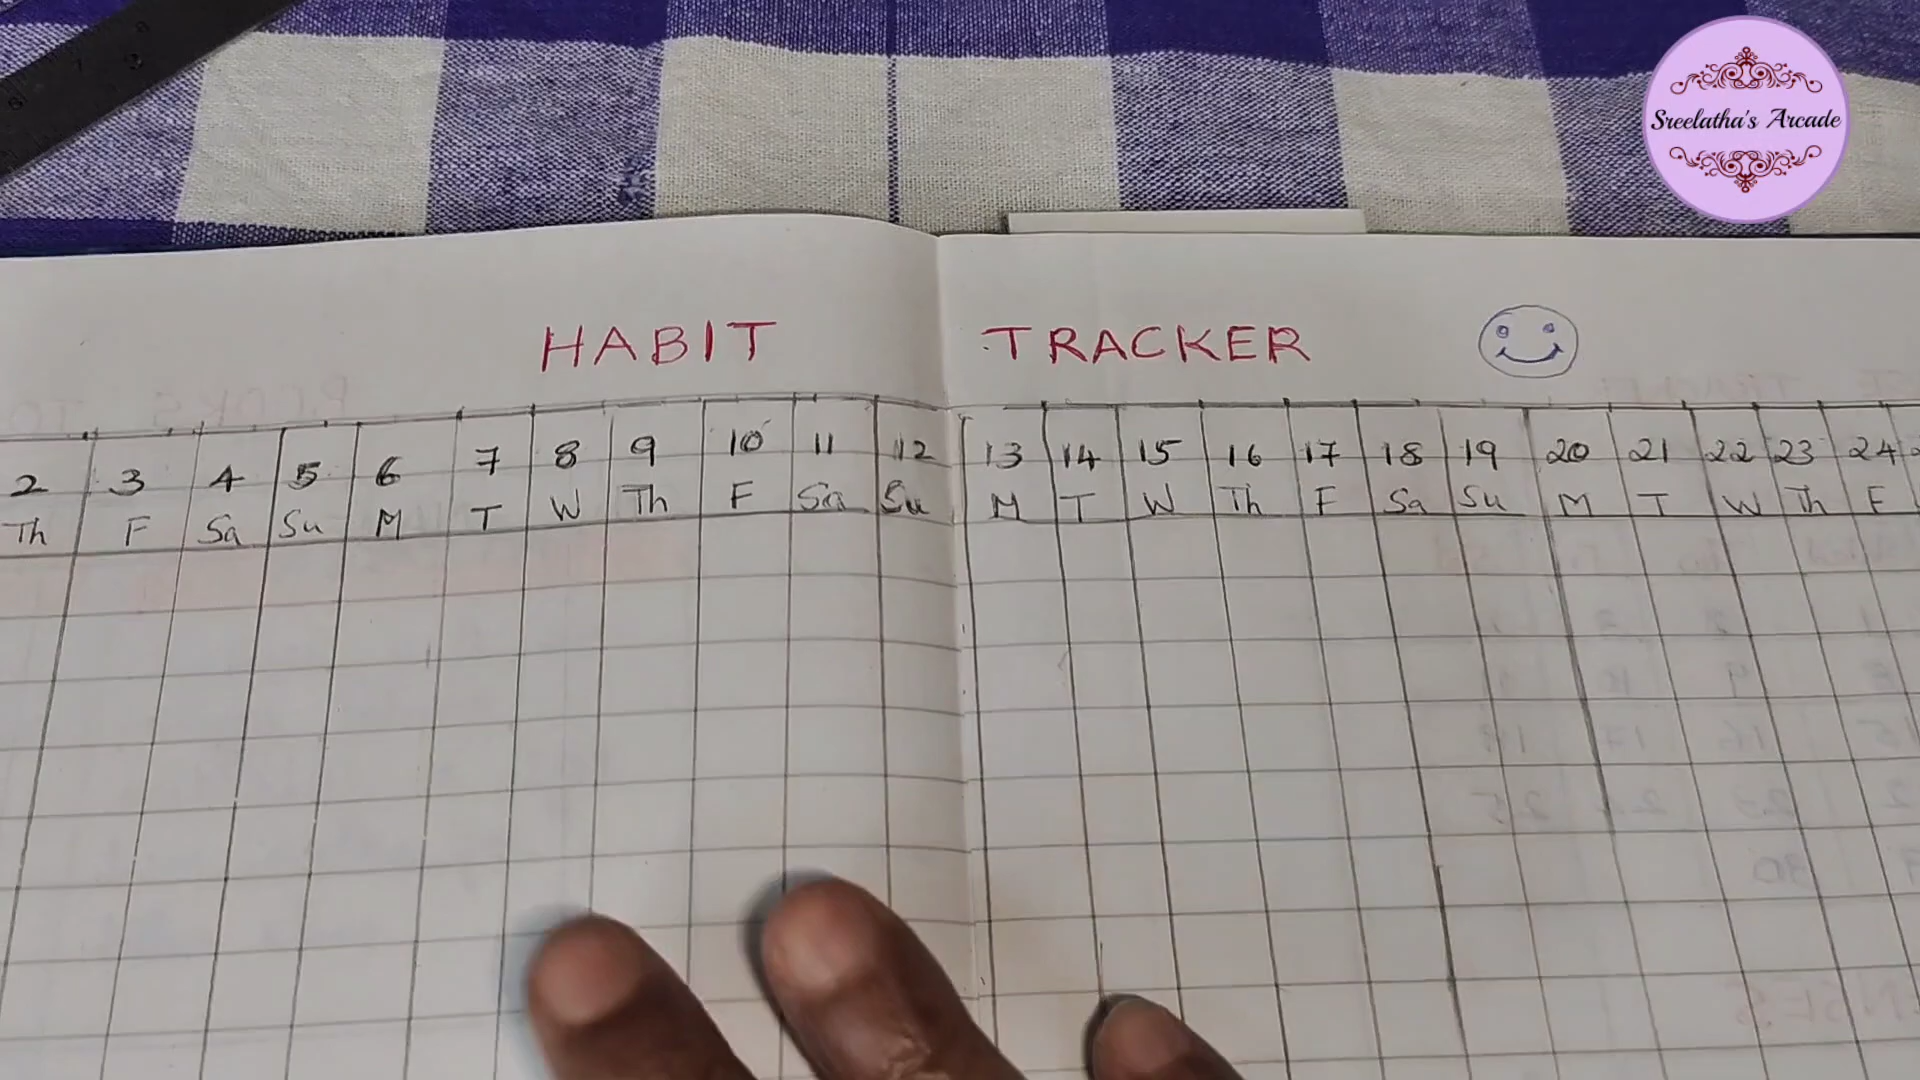 Sreelatha's Arcade
HABIT TRACKER
2 3 4 5 6 7 8 9 10 11 12 13 14 15 16 17 18 19 20 21 22 23 24
Th F Sa Su M T W Th F Sa Su M T W Th F Sa Su M T W Th F